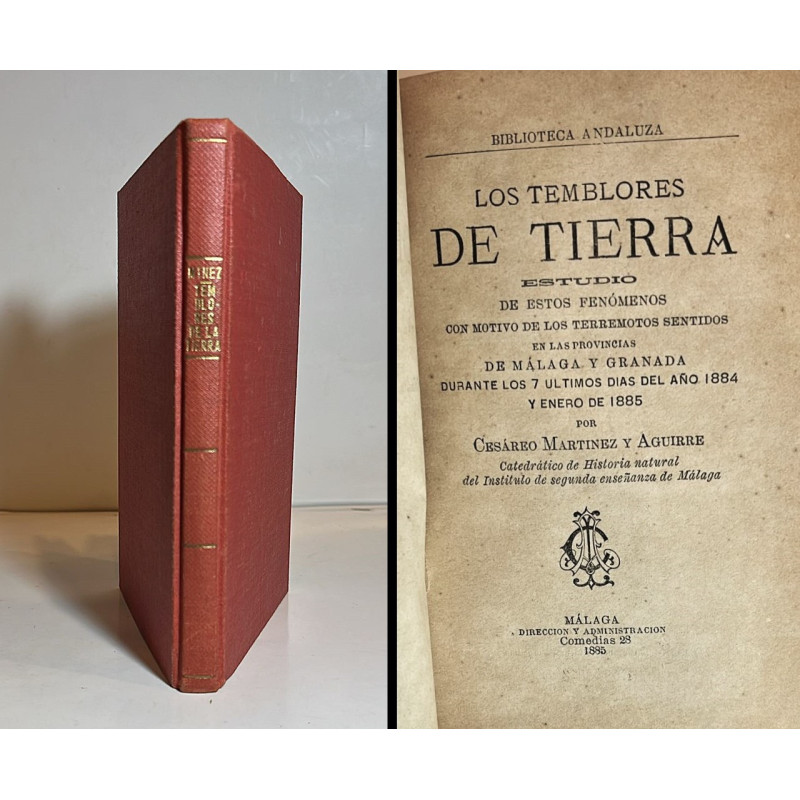 TEM
BLO-
RES
DE LA
TIERRA
BIBLIOTECA ANDALUZA
LOS TEMBLORES
DE TIERRA
ESTUDIO
DE ESTOS FENÓMENOS
CON MOTIVO DE LOS TERREMOTOS SENTIDOS
EN LAS PROVINCIAS
DE MÁLAGA Y GRANADA
DURANTE LOS 7 ULTIMOS DIAS DEL AÑO 1884
Y ENERO DE 1885
POR
CESÁREO MARTINEZ Y AGUIRRE
Catedrático de Historia natural
del Instituto de segunda enseñanza de Málaga
MÁLAGA
DIRECCION Y ADMINISTRACION
Comedias 28
1885